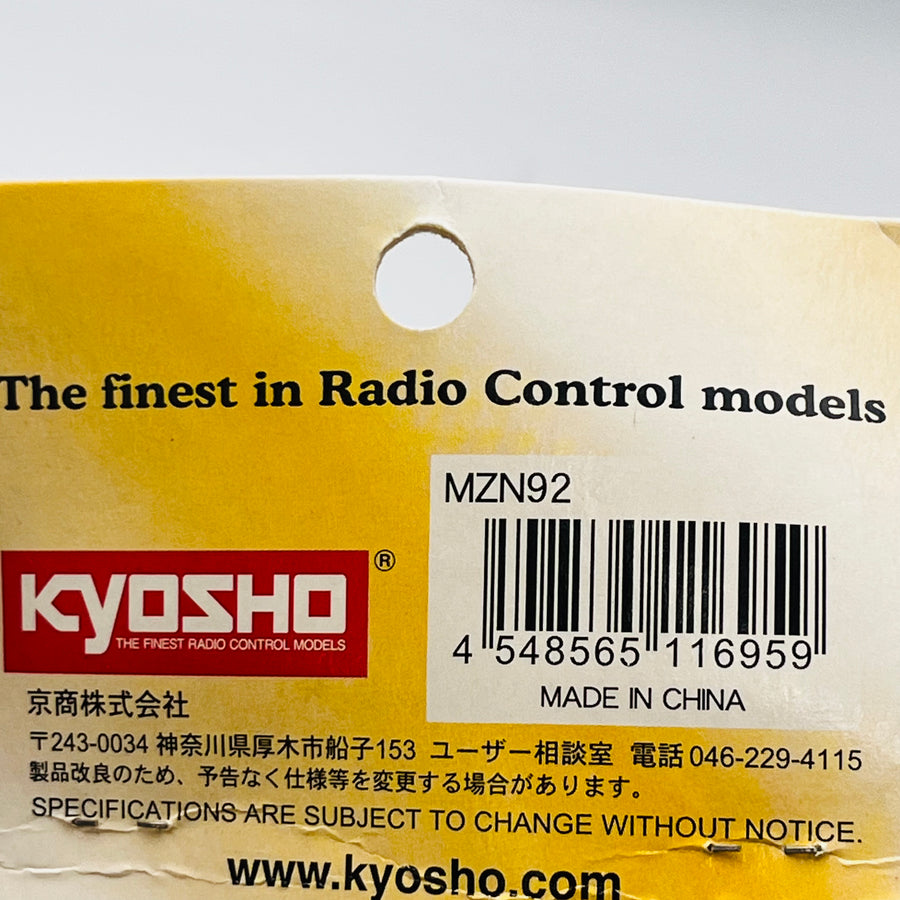 The finest in Radio Control models
MZN92
4 548565 116959
MADE IN CHINA
KYOSHO ®
THE FINEST RADIO CONTROL MODELS
京商株式会社
〒243-0034 神奈川県厚木市船子153 ユーザー相談室 電話 046-229-4115
製品改良のため、予告なく仕様等を変更する場合があります。
SPECIFICATIONS ARE SUBJECT TO CHANGE WITHOUT NOTICE.
www.kyosho.com